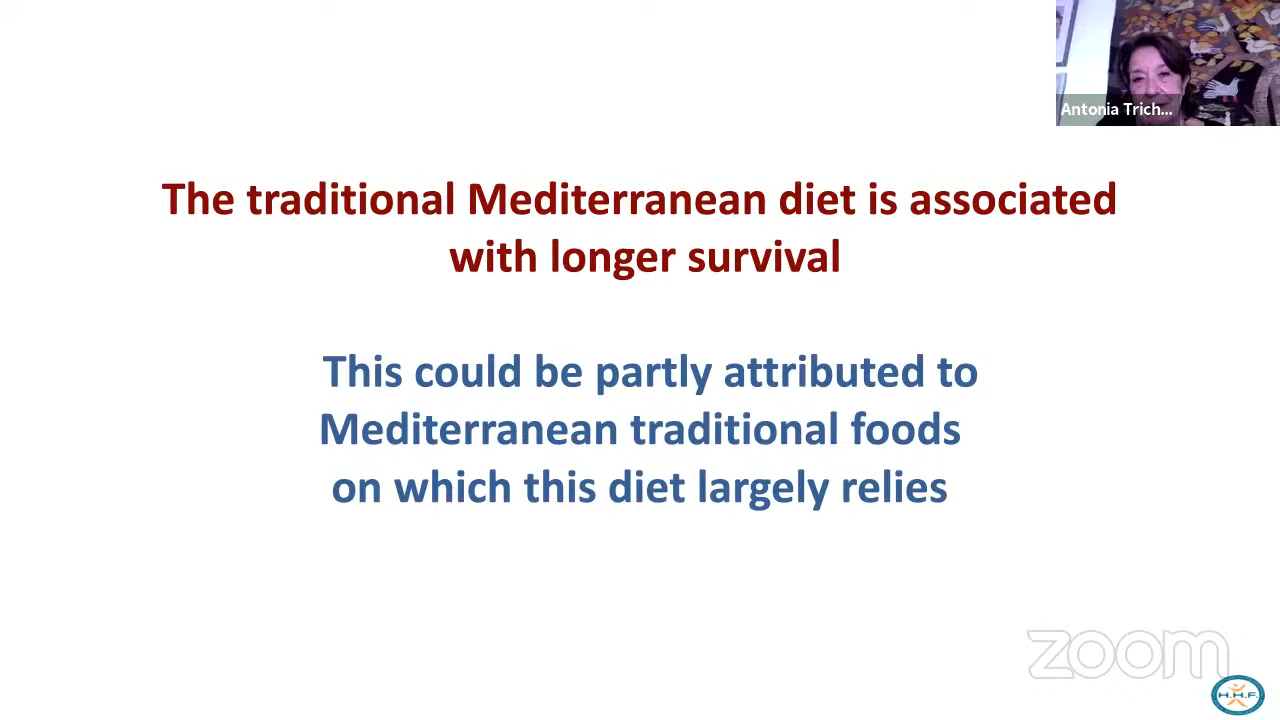 Antonia Trich...
The traditional Mediterranean diet is associated
with longer survival
This could be partly attributed to
Mediterranean traditional foods
on which this diet largely relies
zoom
H.H.F.